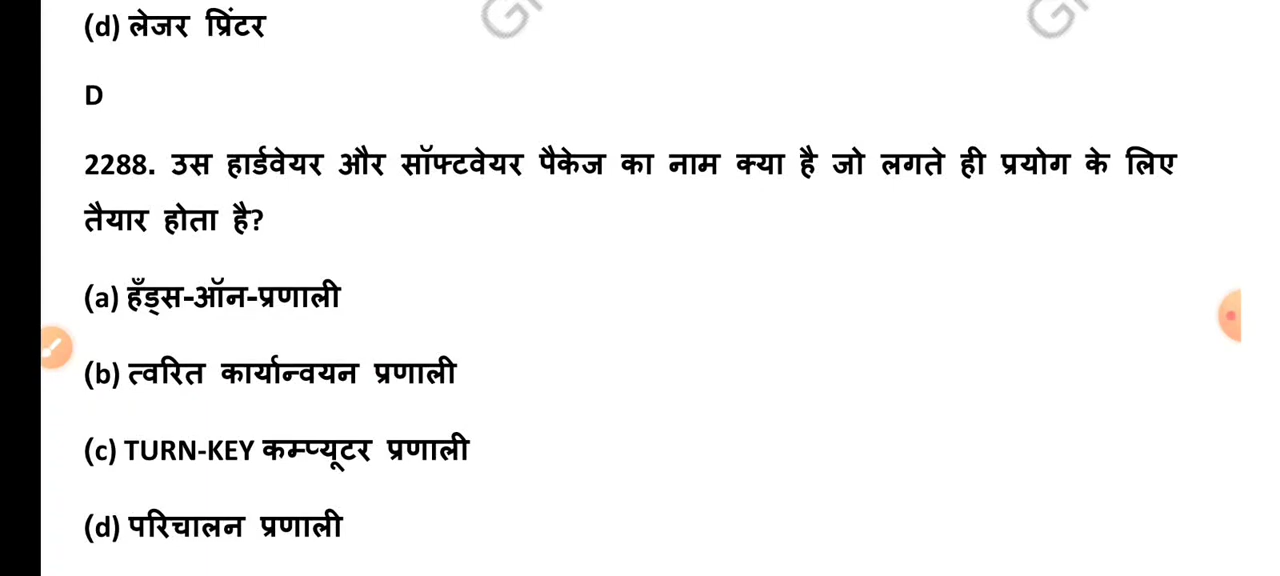 (d) लेजर प्रिंटर
D
2288. उस हार्डवेयर और सॉफ्टवेयर पैकेज का नाम क्या है जो लगते ही प्रयोग के लिए
तैयार होता है?
(a) हँड्स-ऑन-प्रणाली
(b) त्वरित कार्यान्वयन प्रणाली
(c) TURN-KEY कम्प्यूटर प्रणाली
(d) परिचालन प्रणाली